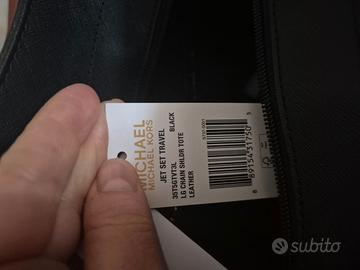 MICHAEL
MICHAEL KORS
JET SET TRAVEL
BLACK
35T5GTVT3L
LG CHAIN SHLDR TOTE
LEATHER
subito